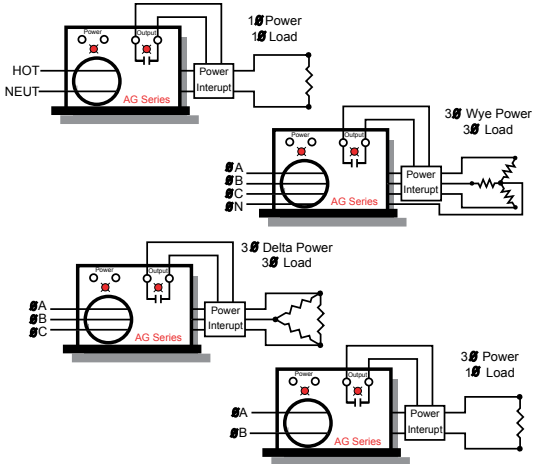 1Ø Power
1Ø Load
Power
Output
HOT
NEUT
Power
Interupt
AG Series
3Ø Wye Power
3Ø Load
Power
Output
ØA
ØB
ØC
ØN
Power
Interupt
AG Series
3Ø Delta Power
3Ø Load
Power
Output
ØA
ØB
ØC
Power
Interupt
AG Series
3Ø Power
1Ø Load
Power
Output
ØA
ØB
Power
Interupt
AG Series